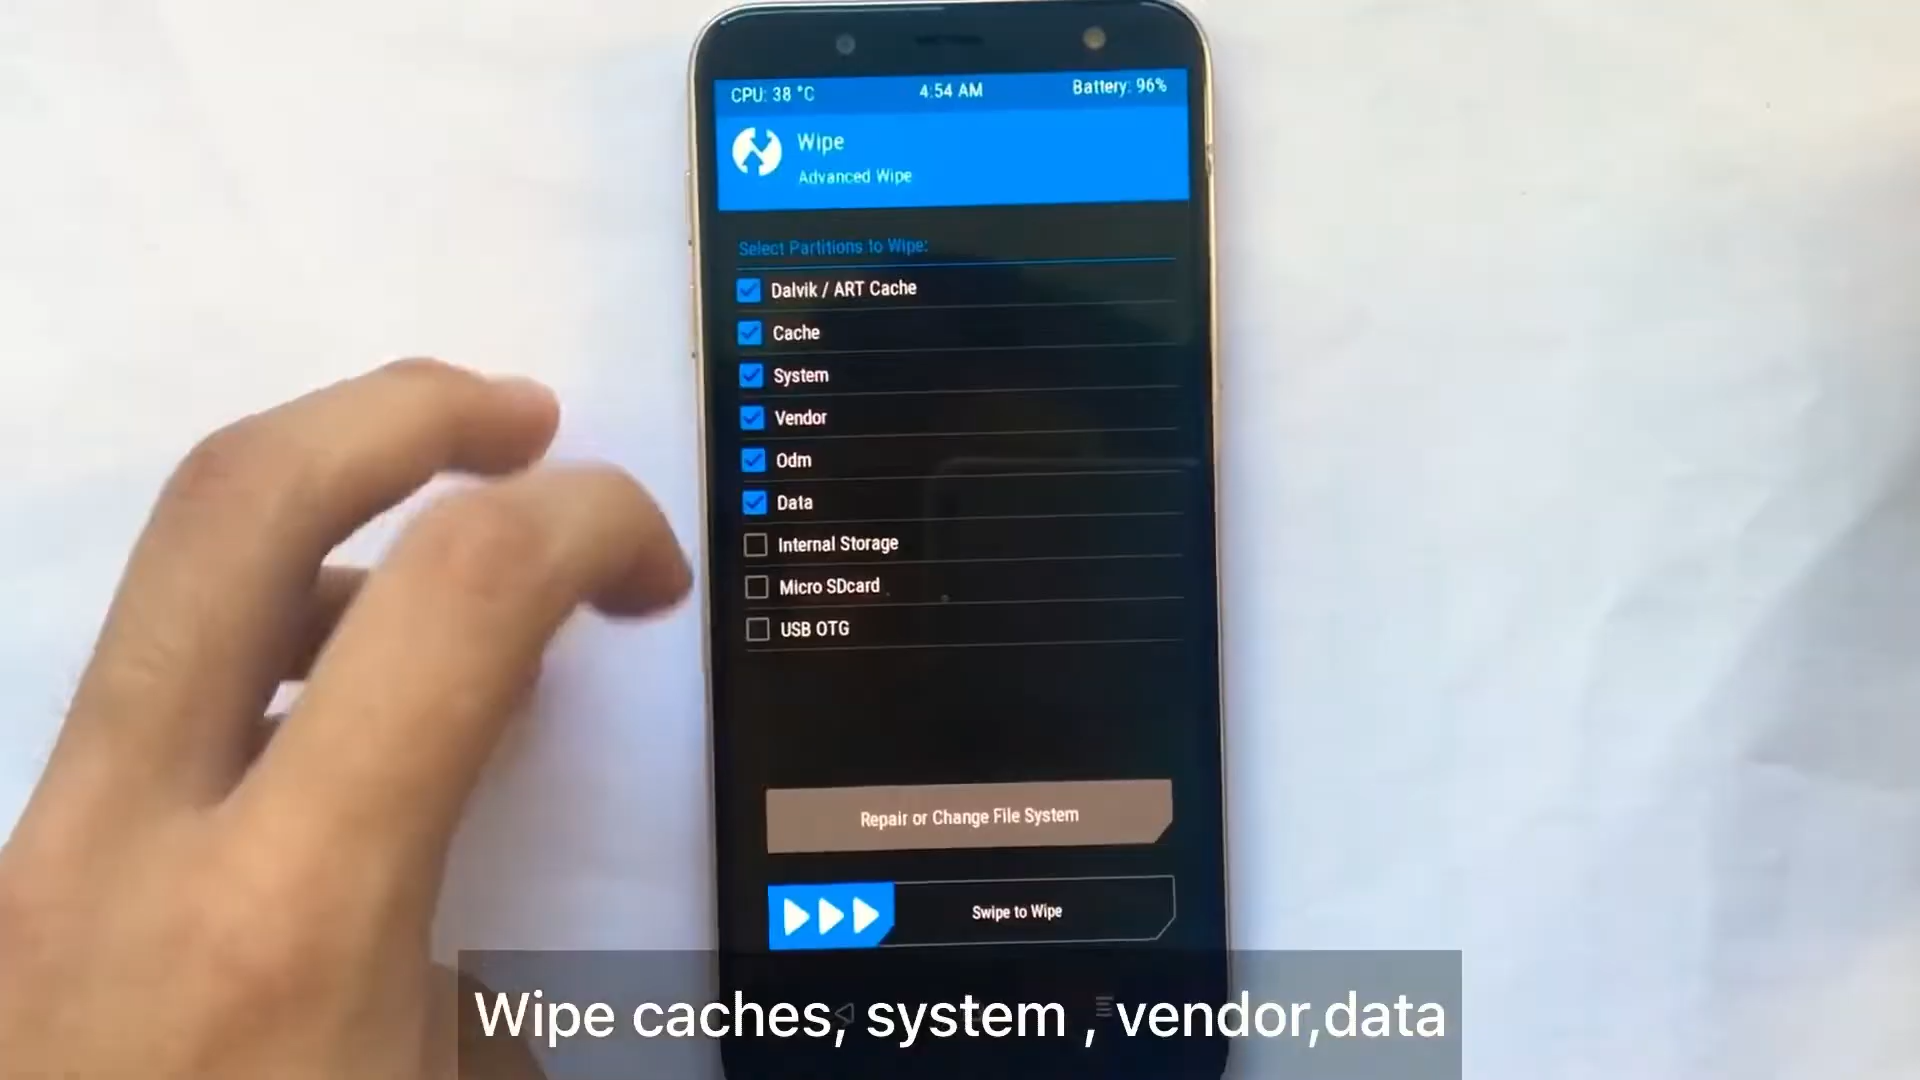 CPU: 38 °C 4:54 AM Battery: 96%
Wipe
Advanced Wipe
Select Partitions to Wipe:
Dalvik / ART Cache
Cache
System
Vendor
Odm
Data
Internal Storage
Micro SDcard
USB OTG
Repair or Change File System
Swipe to Wipe
Wipe caches, system , vendor,data